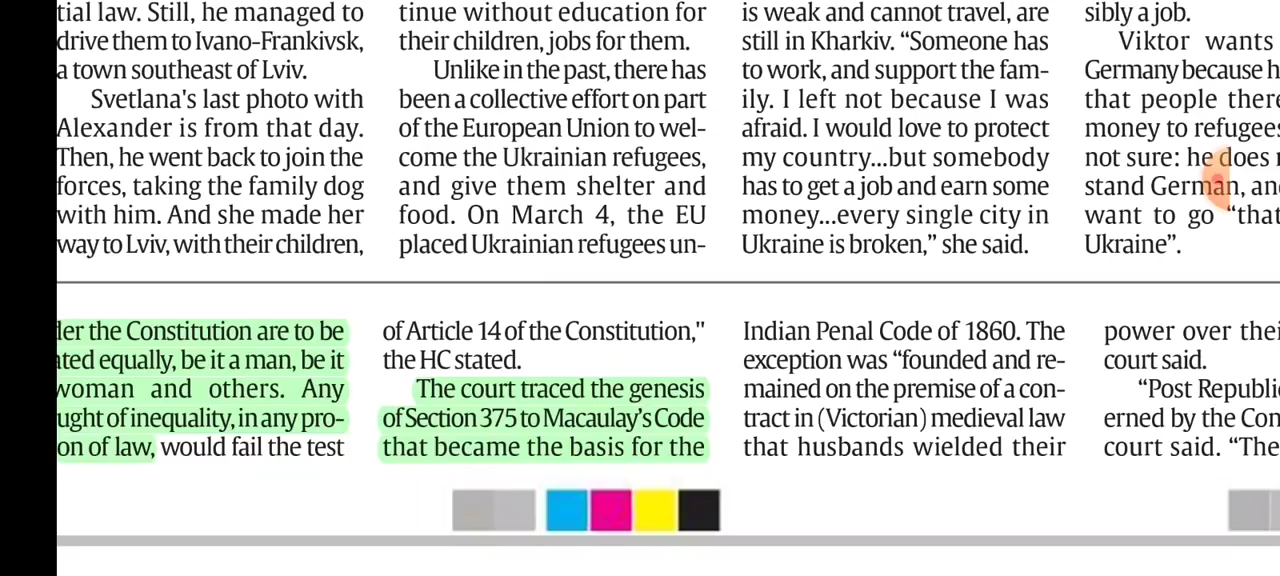 tial law. Still, he managed to
drive them to Ivano-Frankivsk,
a town southeast of Lviv.
Svetlana's last photo with
Alexander is from that day.
Then, he went back to join the
forces, taking the family dog
with him. And she made her
way to Lviv, with their children,
tinue without education for
their children, jobs for them.
Unlike in the past, there has
been a collective effort on part
of the European Union to wel-
come the Ukrainian refugees,
and give them shelter and
food. On March 4, the EU
placed Ukrainian refugees un-
is weak and cannot travel, are
still in Kharkiv. “Someone has
to work, and support the fam-
ily. I left not because I was
afraid. I would love to protect
my country...but somebody
has to get a job and earn some
money...every single city in
Ukraine is broken,” she said.
sibly a job.
Viktor wants
Germany because h
that people there
money to refugees
not sure: he does
stand German, an
want to go “that
Ukraine”.
der the Constitution are to be
ated equally, be it a man, be it
woman and others. Any
ught of inequality, in any pro-
on of law, would fail the test
of Article 14 of the Constitution,"
the HC stated.
The court traced the genesis
of Section 375 to Macaulay’s Code
that became the basis for the
Indian Penal Code of 1860. The
exception was “founded and re-
mained on the premise of a con-
tract in (Victorian) medieval law
that husbands wielded their
power over thei
court said.
“Post Republi
erned by the Con
court said. “The